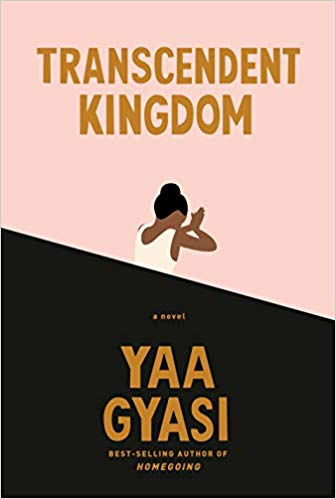 TRANSCENDENT
KINGDOM
a novel
YAA
GYASI
BEST-SELLING AUTHOR OF
HOMEGOING